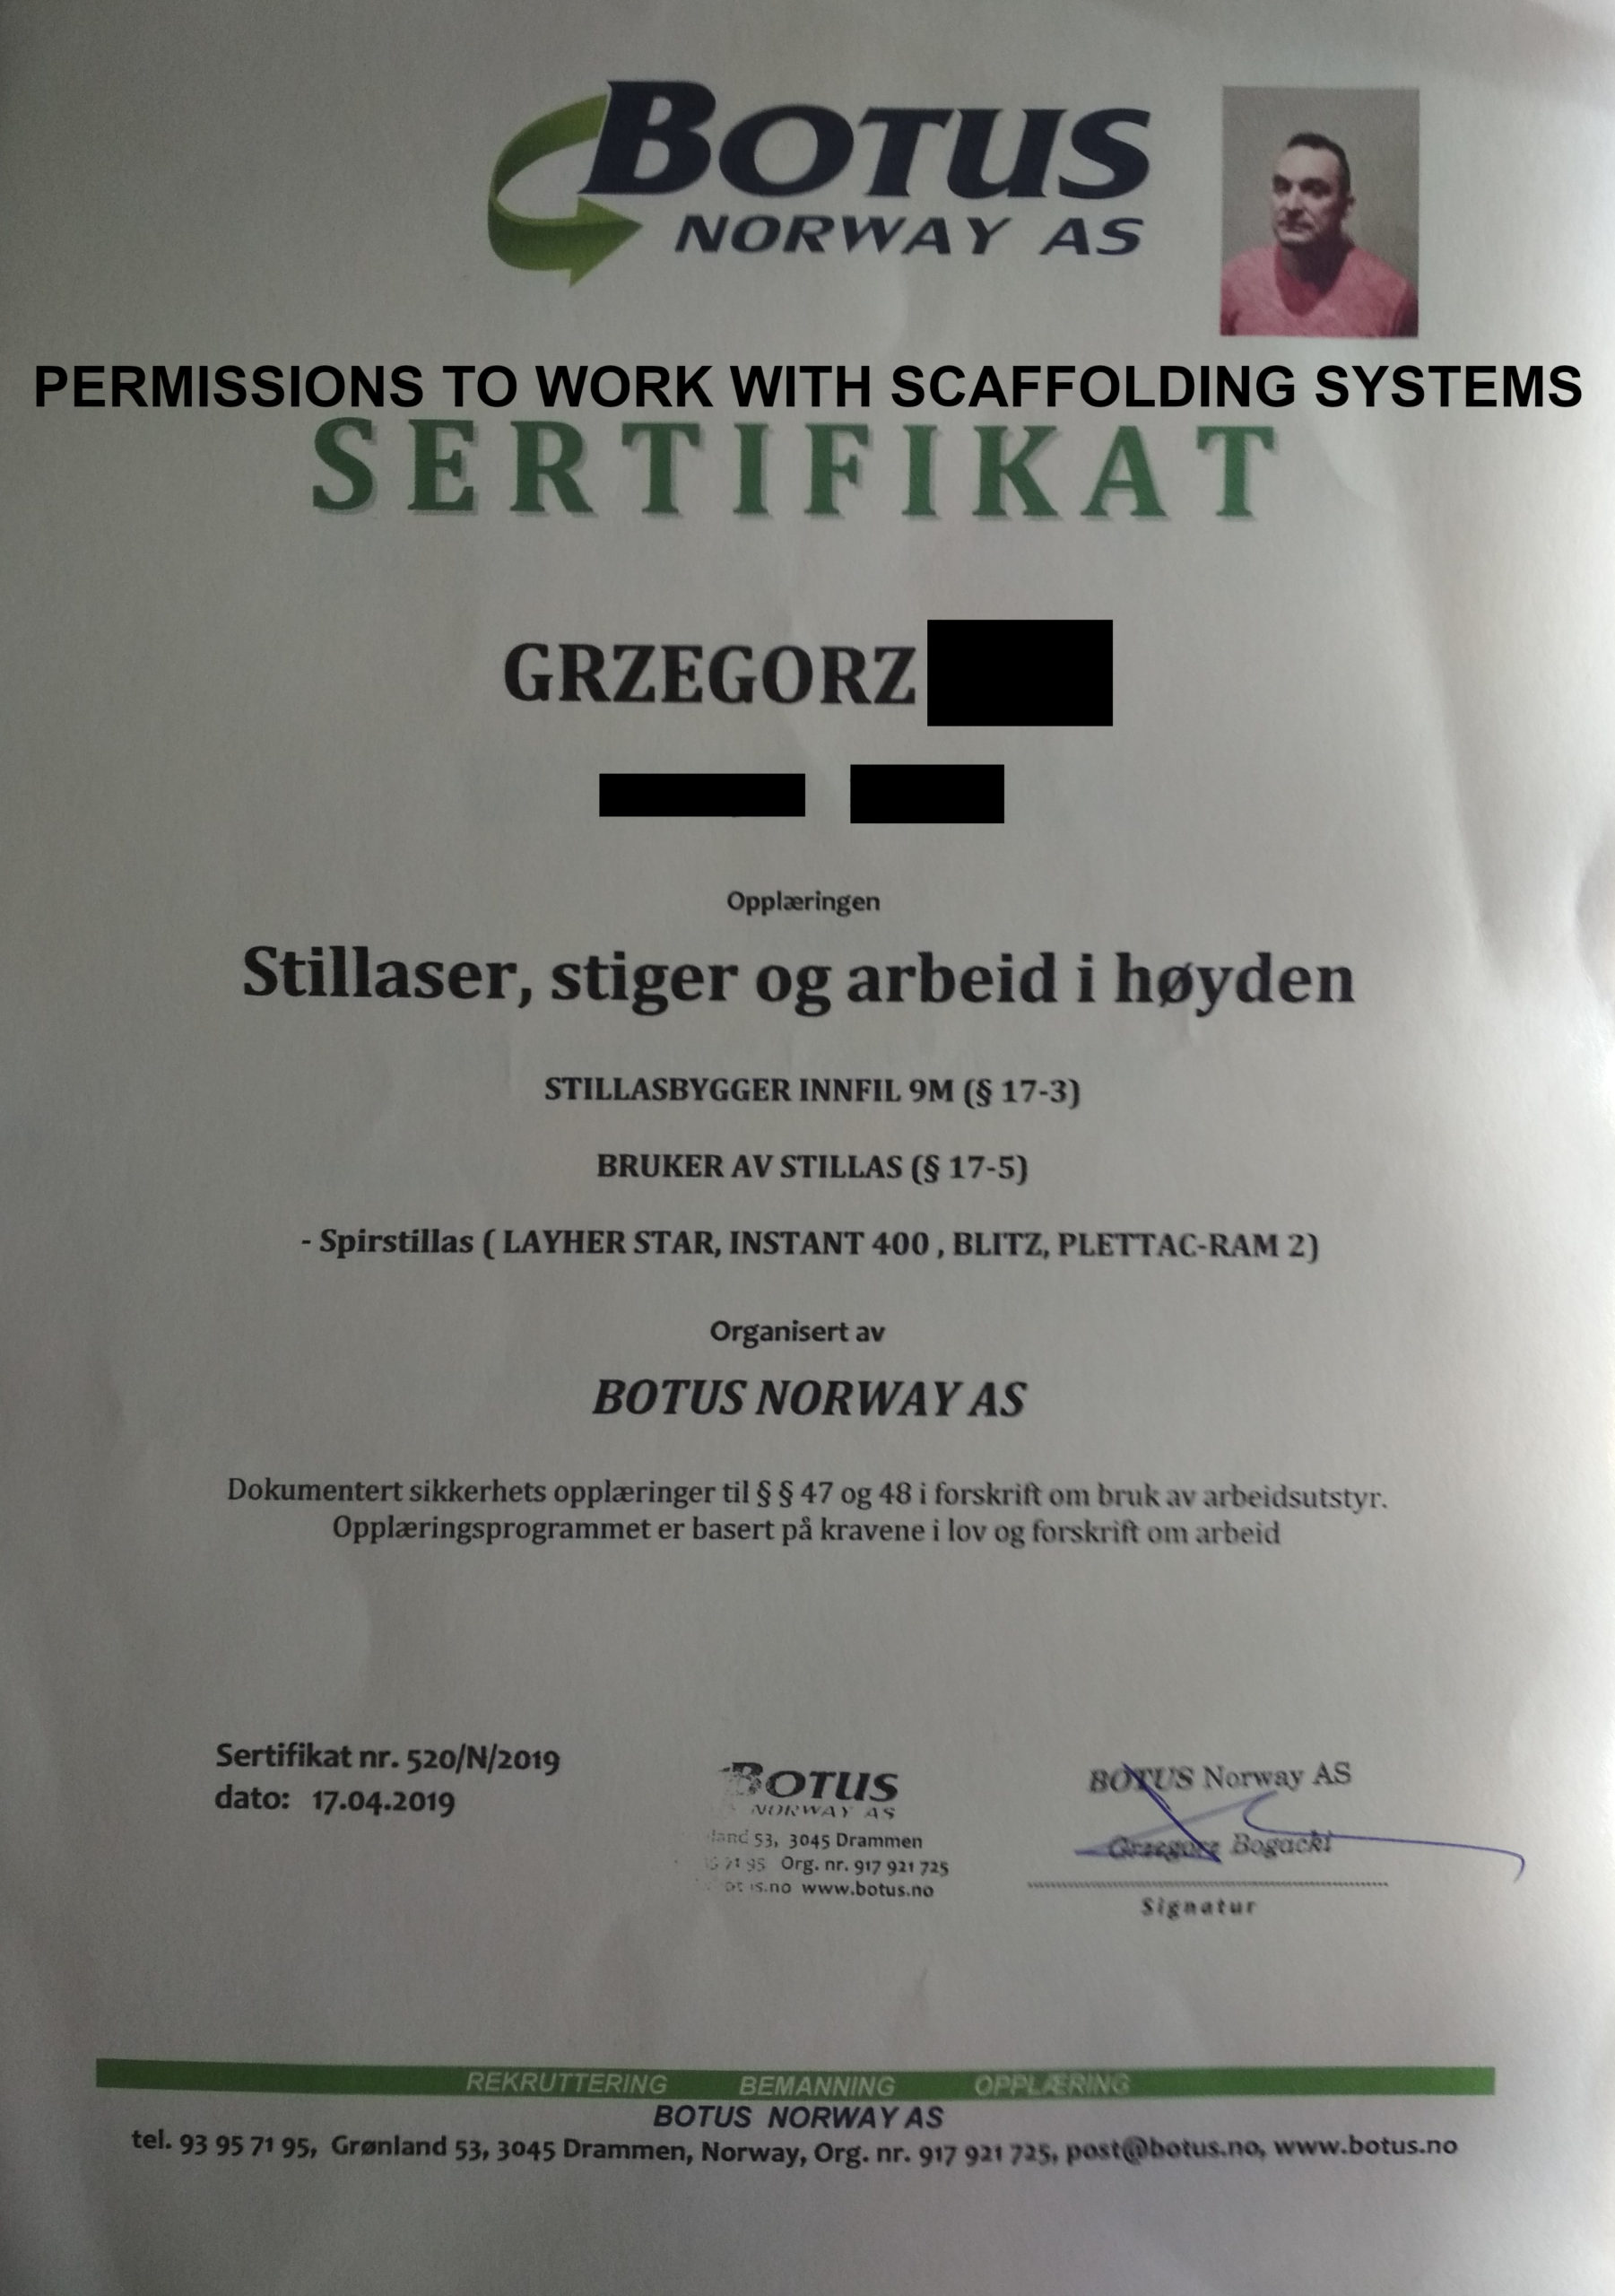 BOTUS
NORWAY AS
PERMISSIONS TO WORK WITH SCAFFOLDING SYSTEMS
SERTIFIKAT
GRZEGORZ
Opplæringen
Stillaser, stiger og arbeid i høyden
STILLASBYGGER INNFIL 9M (§ 17-3)
BRUKER AV STILLAS (§ 17-5)
- Spirstillas ( LAYHER STAR, INSTANT 400 , BLITZ, PLETTAC-RAM 2)
Organisert av
BOTUS NORWAY AS
Dokumentert sikkerhets opplæringer til § § 47 og 48 i forskrift om bruk av arbeidsutstyr.
Opplæringsprogrammet er basert på kravene i lov og forskrift om arbeid
Sertifikat nr. 520/N/2019
dato: 17.04.2019
BOTUS
NORWAY AS
53, 3045 Drammen
Org. nr. 917 921 725
www.botus.no
BOTUS Norway AS
Grzegorz Bogacki
Signatur
REKRUTTERING BEMANNING OPPLÆRING
BOTUS NORWAY AS
tel. 93 95 71 95, Grønland 53, 3045 Drammen, Norway, Org. nr. 917 921 725, post@botus.no, www.botus.no